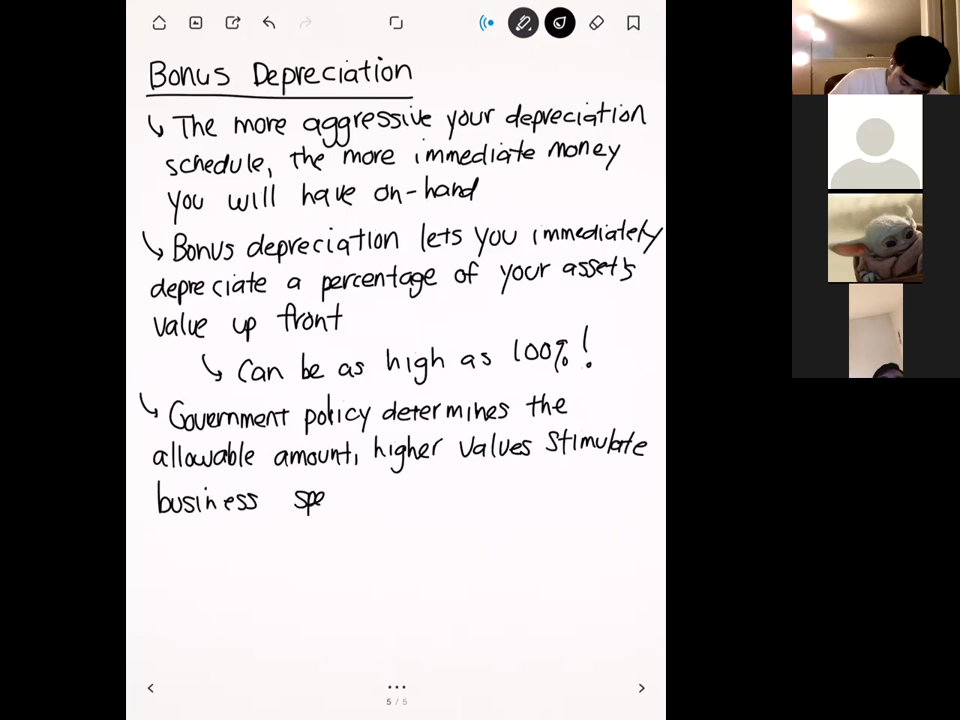 Bonus Depreciation
↳ The more aggressive your depreciation
schedule, the more immediate money
you will have on-hand
↳ Bonus depreciation lets you immediately
depreciate a percentage of your asset's
value up front
↳ Can be as high as 100%!
↳ Government policy determines the
allowable amount, higher values stimulate
business spe
5 / 5